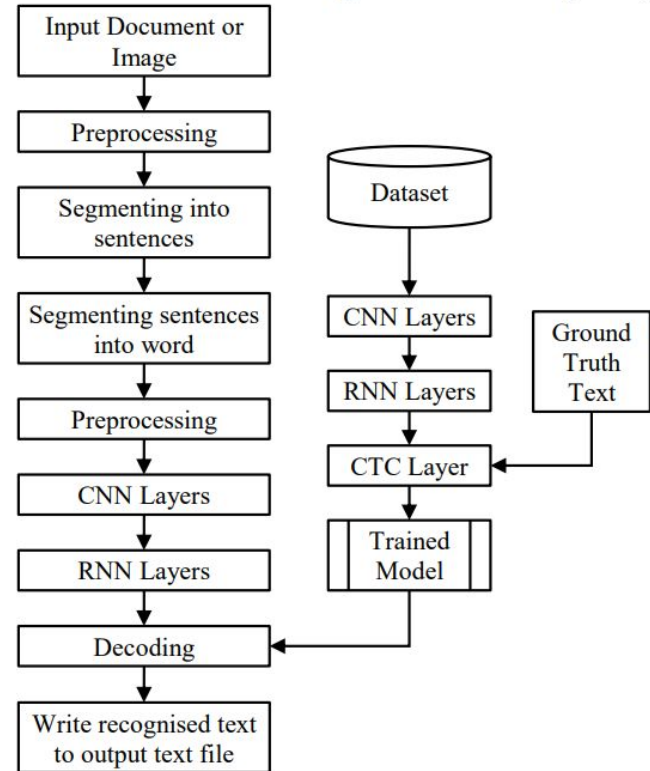 Input Document or
Image
Preprocessing
Segmenting into
sentences
Segmenting sentences
into word
Preprocessing
CNN Layers
RNN Layers
Decoding
Write recognised text
to output text file
Dataset
CNN Layers
RNN Layers
CTC Layer
Trained
Model
Ground
Truth
Text